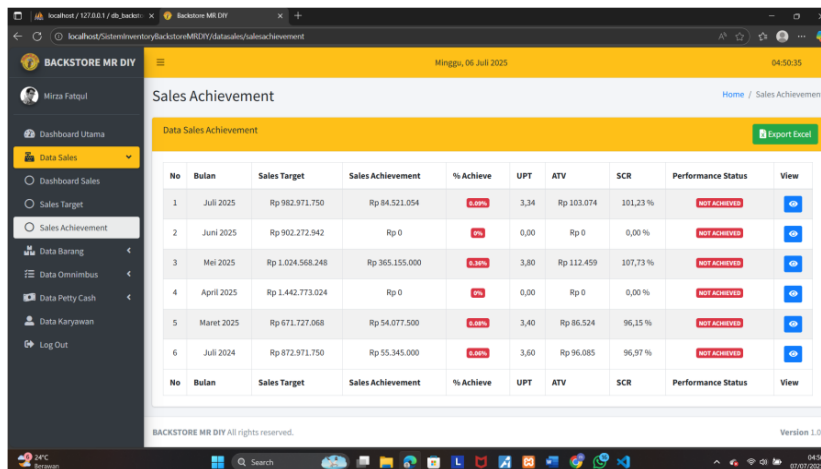 localhost / 127.0.0.1 / db_backsto
Backstore MR DIY
localhost/SistemInventoryBackstoreMRDIY/datasales/salesachievement
BACKSTORE MR DIY
Minggu, 06 Juli 2025
04:50:35
Mirza Fatqul
Sales Achievement
Home / Sales Achievemen
Dashboard Utama
Data Sales
Dashboard Sales
Sales Target
Sales Achievement
Data Barang
Data Omnimbus
Data Petty Cash
Data Karyawan
Log Out
Data Sales Achievement
Export Excel
No Bulan Sales Target Sales Achievement % Achieve UPT ATV SCR Performance Status View
1 Juli 2025 Rp 982.971.750 Rp 84.521.054 0.09% 3,34 Rp 103.074 101,23 % NOT ACHIEVED
2 Juni 2025 Rp 902.272.942 Rp 0 0% 0,00 Rp 0 0,00 % NOT ACHIEVED
3 Mei 2025 Rp 1.024.568.248 Rp 365.155.000 0.36% 3,80 Rp 112.459 107,73 % NOT ACHIEVED
4 April 2025 Rp 1.442.773.024 Rp 0 0% 0,00 Rp 0 0,00 % NOT ACHIEVED
5 Maret 2025 Rp 671.727.068 Rp 54.077.500 0.08% 3,40 Rp 86.524 96,15 % NOT ACHIEVED
6 Juli 2024 Rp 872.971.750 Rp 55.345.000 0.06% 3,60 Rp 96.085 96,97 % NOT ACHIEVED
No Bulan Sales Target Sales Achievement % Achieve UPT ATV SCR Performance Status View
BACKSTORE MR DIY All rights reserved.
Version 1.0
24°C
Berawan
Search
04:50
07/07/202